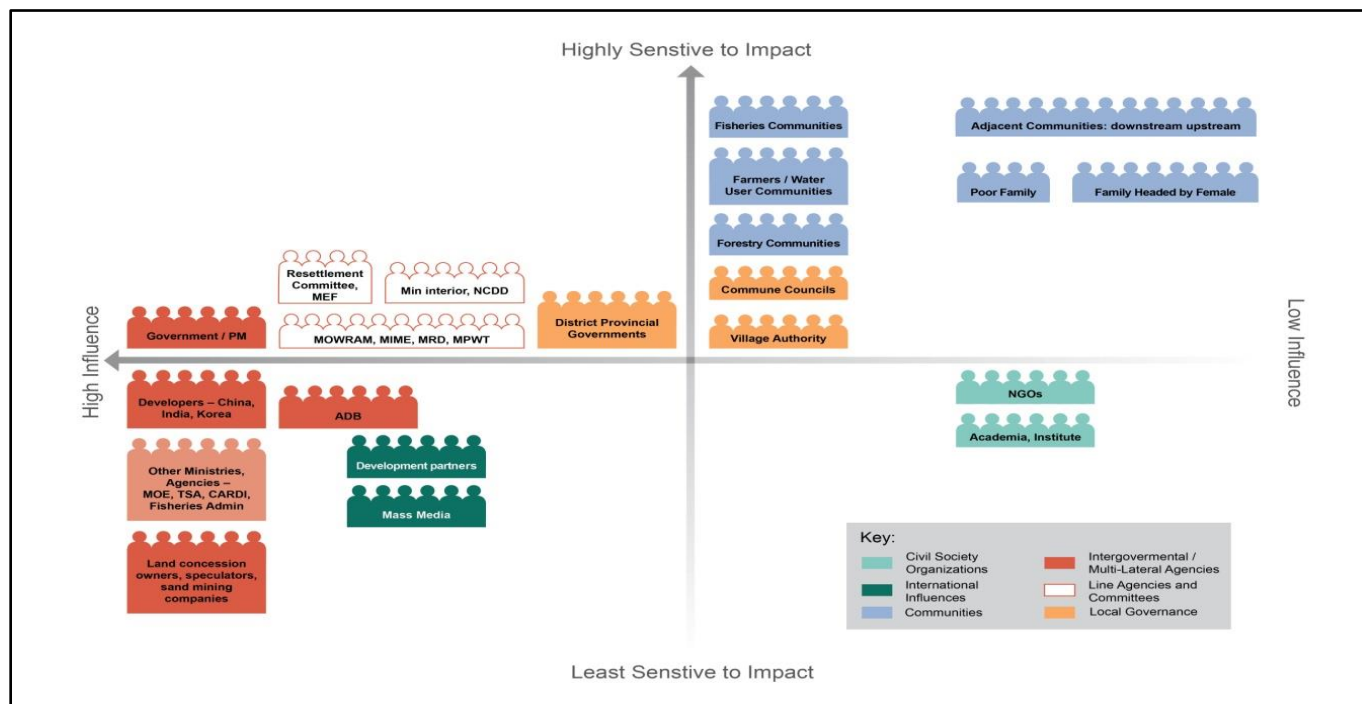 Highly Senstive to Impact
Fisheries Communities
Adjacent Communities: downstream upstream
Farmers / Water
User Communities
Poor Family
Family Headed by Female
Forestry Communities
Resettlement
Committee,
MEF
Min interior, NCDD
Commune Councils
Government / PM
MOWRAM, MIME, MRD, MPWT
District Provincial
Governments
Village Authority
High Influence
Low Influence
Developers – China,
India, Korea
ADB
NGOs
Academia, Institute
Other Ministries,
Agencies –
MOE, TSA, CARDI,
Fisheries Admin
Development partners
Mass Media
Land concession
owners, speculators,
sand mining
companies
Key:
Civil Society
Organizations
Intergovermental /
Multi-Lateral Agencies
International
Influences
Line Agencies and
Committees
Communities
Local Governance
Least Senstive to Impact